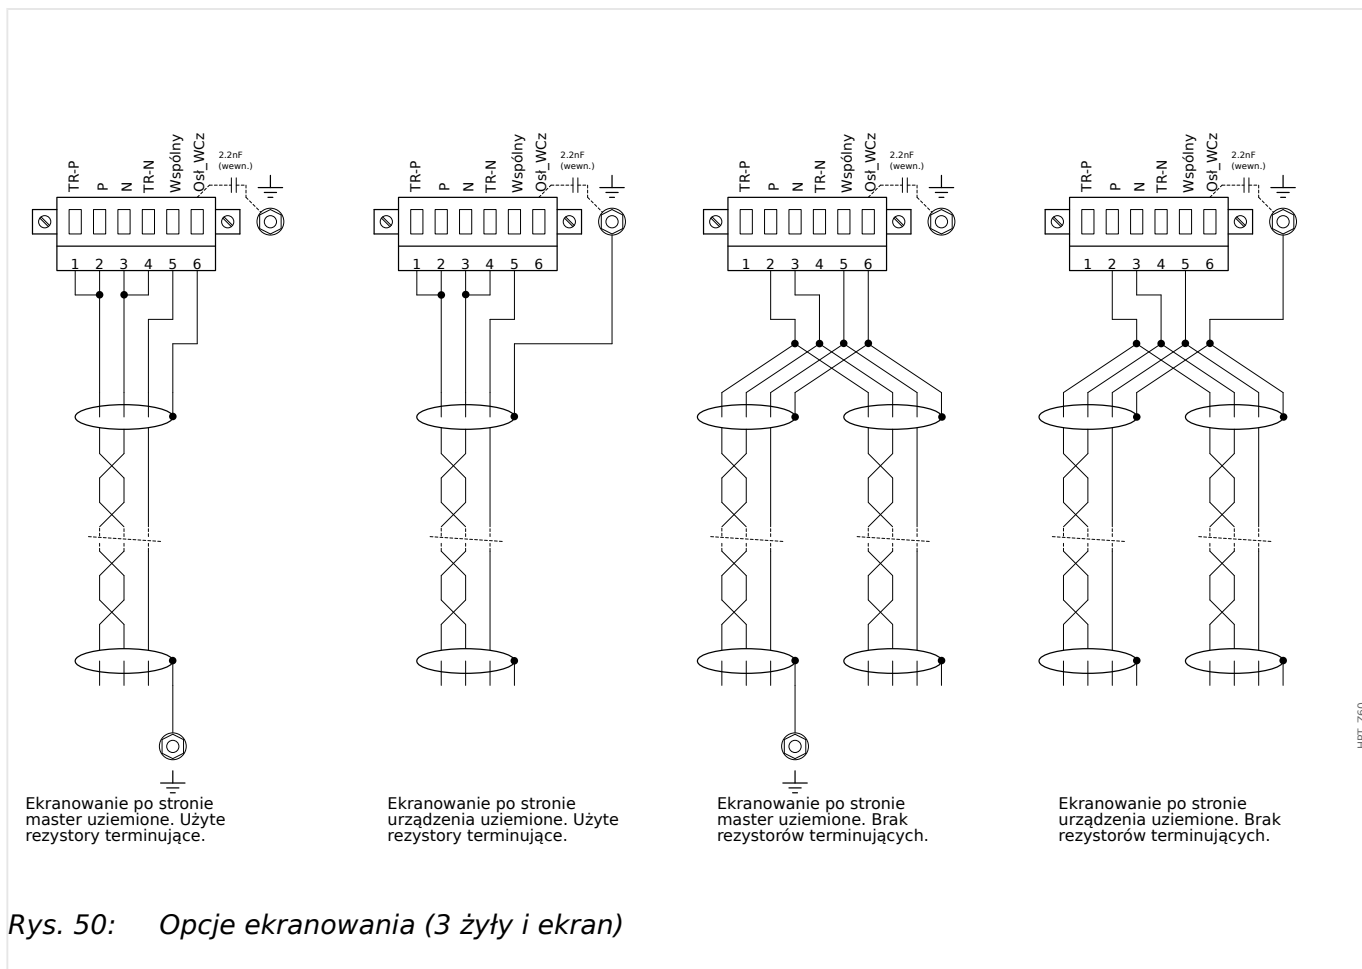 TR-P
P
N
TR-N
Wspólny
Osł_WCz
2.2nF
(wewn.)
1 2 3 4 5 6
TR-P
P
N
TR-N
Wspólny
Osł_WCz
2.2nF
(wewn.)
1 2 3 4 5 6
TR-P
P
N
TR-N
Wspólny
Osł_WCz
2.2nF
(wewn.)
1 2 3 4 5 6
TR-P
P
N
TR-N
Wspólny
Osł_WCz
2.2nF
(wewn.)
1 2 3 4 5 6
Ekranowanie po stronie
master uziemione. Użyte
rezystory terminujące.
Ekranowanie po stronie
urządzenia uziemione. Użyte
rezystory terminujące.
Ekranowanie po stronie
master uziemione. Brak
rezystorów terminujących.
Ekranowanie po stronie
urządzenia uziemione. Brak
rezystorów terminujących.
Rys. 50: Opcje ekranowania (3 żyły i ekran)